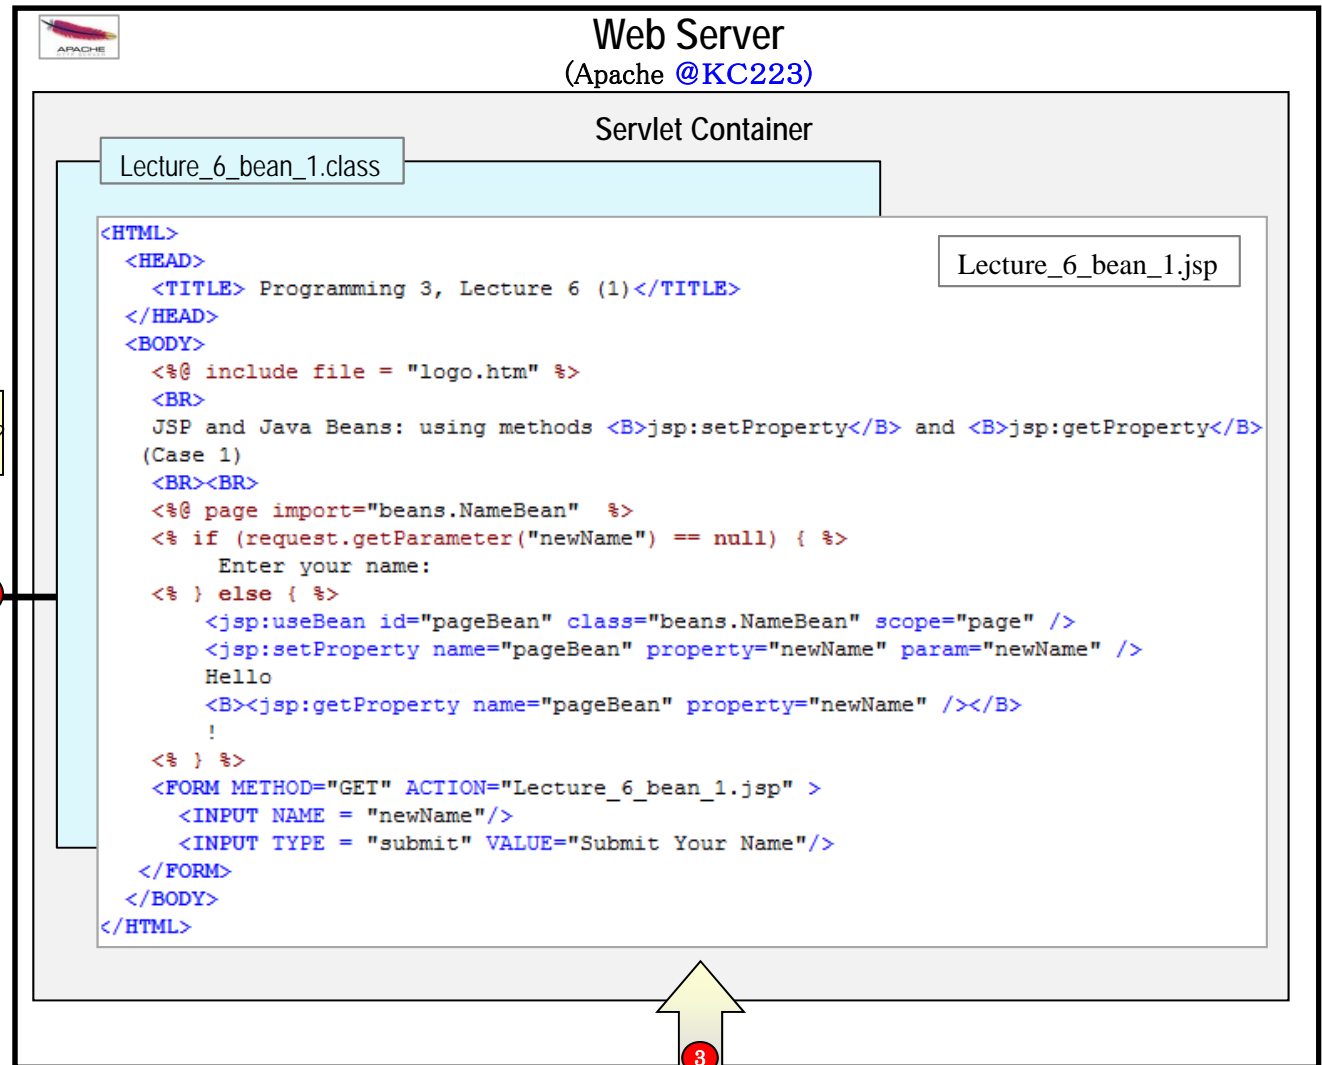 APACHE
Web Server
(Apache @KC223)
Servlet Container
Lecture_6_bean_1.class
Lecture_6_bean_1.jsp
<HTML>
  <HEAD>
    <TITLE> Programming 3, Lecture 6 (1)</TITLE>
  </HEAD>
  <BODY>
    <%@ include file = "logo.htm" %>
    <BR>
    JSP and Java Beans: using methods <B>jsp:setProperty</B> and <B>jsp:getProperty</B>
   (Case 1)
    <BR><BR>
    <%@ page import="beans.NameBean"  %>
    <% if (request.getParameter("newName") == null) { %>
         Enter your name:
    <% } else { %>
        <jsp:useBean id="pageBean" class="beans.NameBean" scope="page" />
        <jsp:setProperty name="pageBean" property="newName" param="newName" />
        Hello
        <B><jsp:getProperty name="pageBean" property="newName" /></B>
        !
    <% } %>
    <FORM METHOD="GET" ACTION="Lecture_6_bean_1.jsp" >
      <INPUT NAME = "newName"/>
      <INPUT TYPE = "submit" VALUE="Submit Your Name"/>
   </FORM>
  </BODY>
</HTML>
3